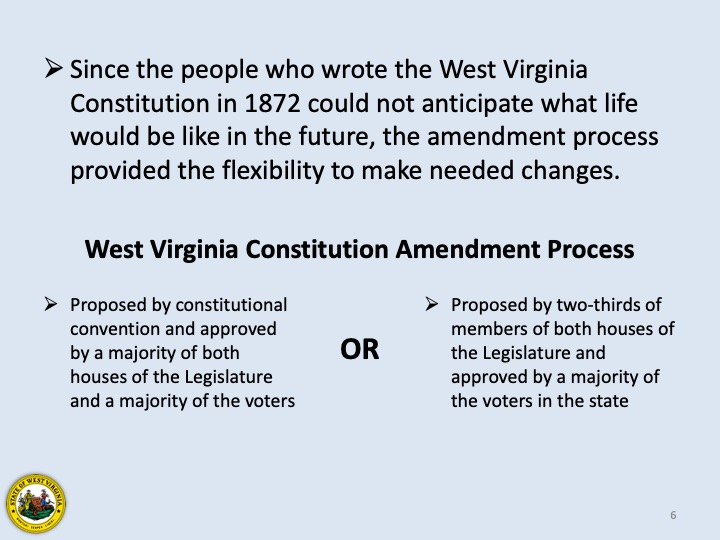 ➢ Since the people who wrote the West Virginia
Constitution in 1872 could not anticipate what life
would be like in the future, the amendment process
provided the flexibility to make needed changes.
West Virginia Constitution Amendment Process
➢ Proposed by constitutional
convention and approved
by a majority of both
houses of the Legislature
and a majority of the voters
OR
➢ Proposed by two-thirds of
members of both houses of
the Legislature and
approved by a majority of
the voters in the state
STATE OF WEST VIRGINIA
6